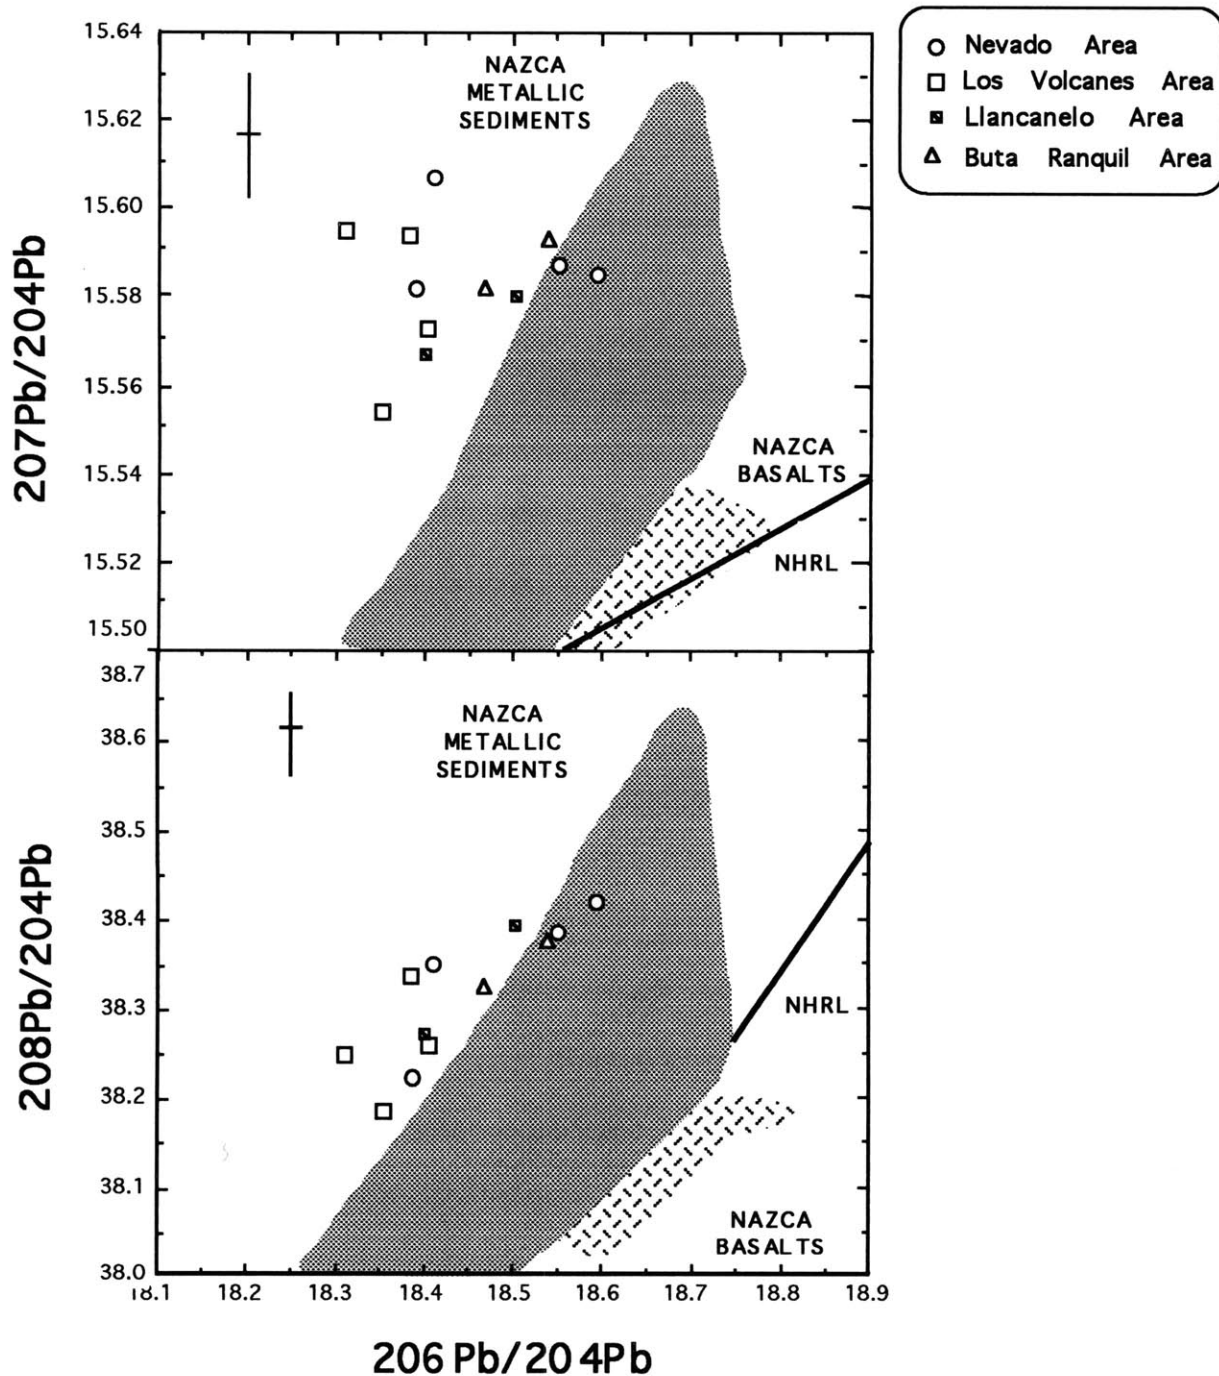 15.64
15.62
15.60
15.58
15.56
15.54
15.52
15.50
207Pb/204Pb
NAZCA
METALLIC
SEDIMENTS
NAZCA
BASALTS
NHRL
Nevado Area
Los Volcanes Area
Llancanelo Area
Buta Ranquil Area
38.7
38.6
38.5
38.4
38.3
38.2
38.1
38.0
208Pb/204Pb
NAZCA
METALLIC
SEDIMENTS
NHRL
NAZCA
BASALTS
18.1 18.2 18.3 18.4 18.5 18.6 18.7 18.8 18.9
206Pb/204Pb